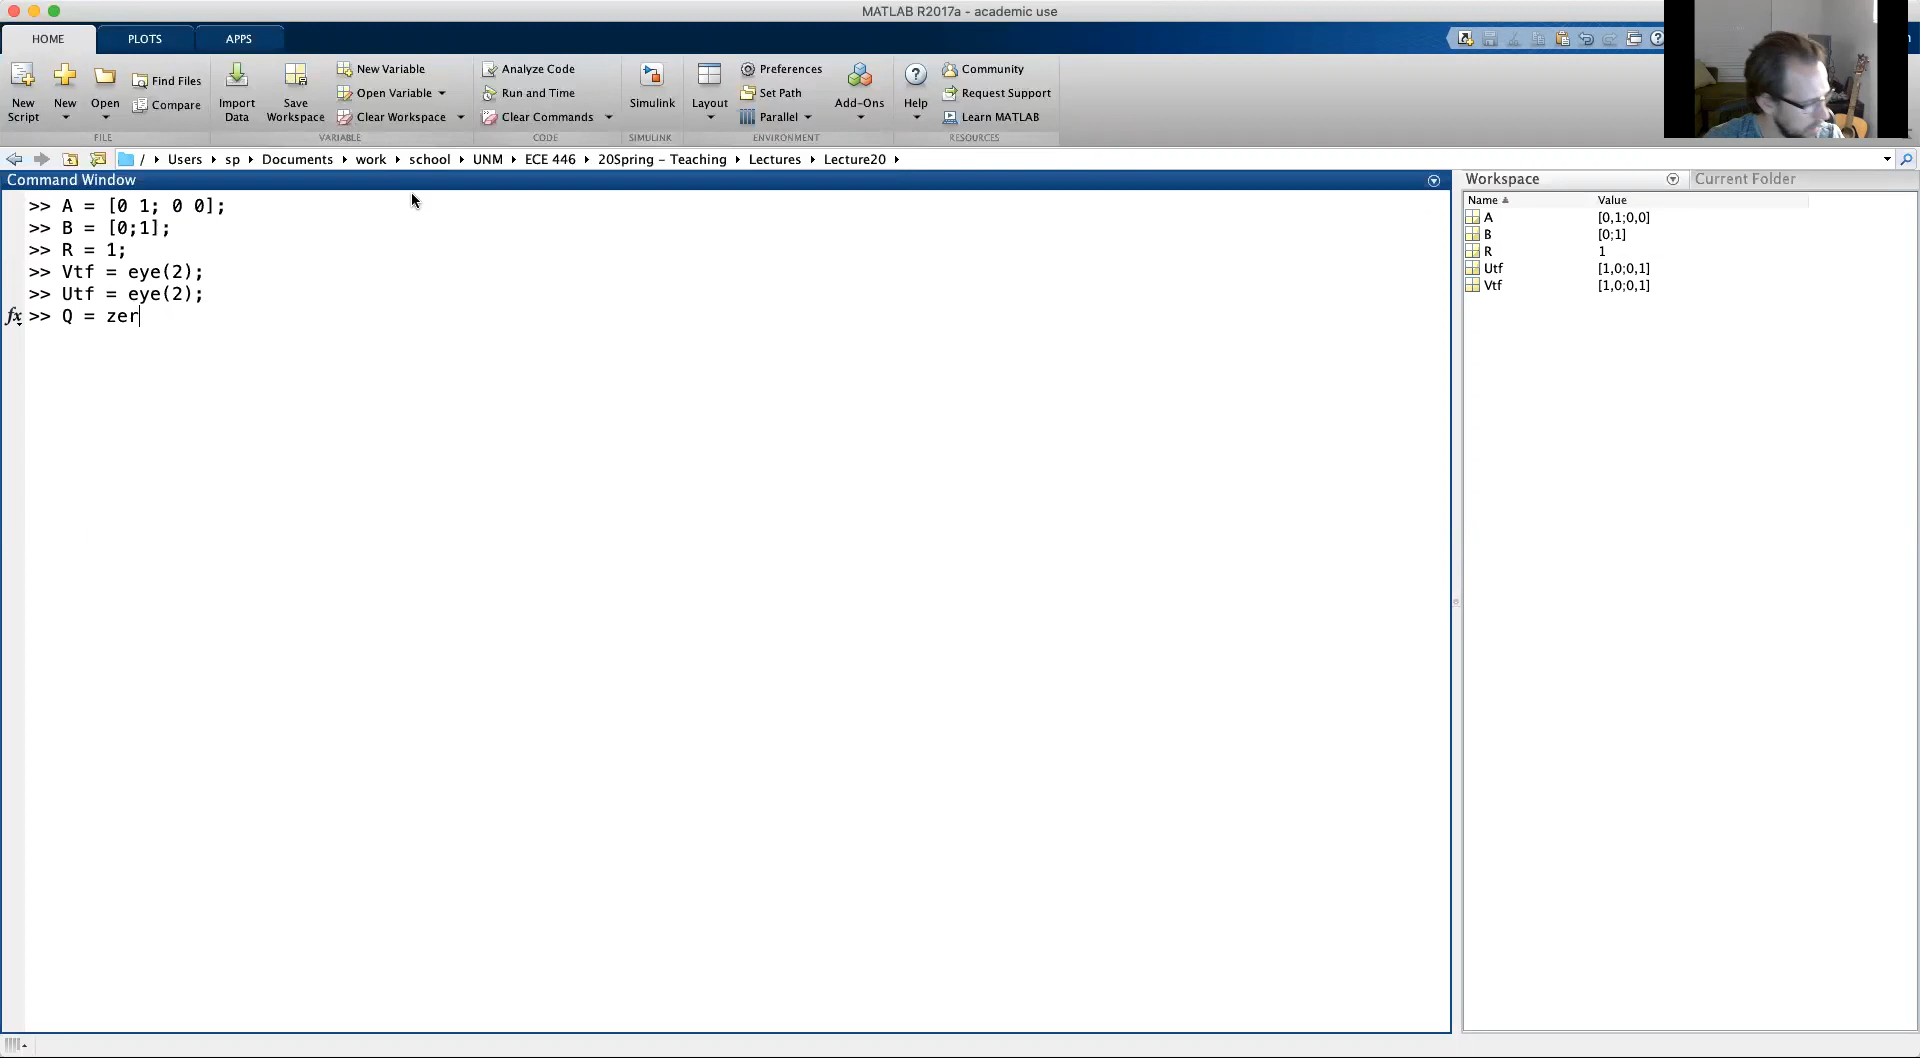 MATLAB R2017a - academic use
HOME PLOTS APPS
New Script
New
Open
Find Files
Compare
FILE
Import Data
Save Workspace
New Variable
Open Variable
Clear Workspace
VARIABLE
Analyze Code
Run and Time
Clear Commands
CODE
Simulink
SIMULINK
Layout
Preferences
Set Path
Parallel
ENVIRONMENT
Add-Ons
Help
Community
Request Support
Learn MATLAB
RESOURCES
/ Users sp Documents work school UNM ECE 446 20Spring - Teaching Lectures Lecture20
Command Window
>> A = [0 1; 0 0];
>> B = [0;1];
>> R = 1;
>> Vtf = eye(2);
>> Utf = eye(2);
fx >> Q = zer
Workspace
Current Folder
Name Value
A [0,1;0,0]
B [0;1]
R 1
Utf [1,0;0,1]
Vtf [1,0;0,1]